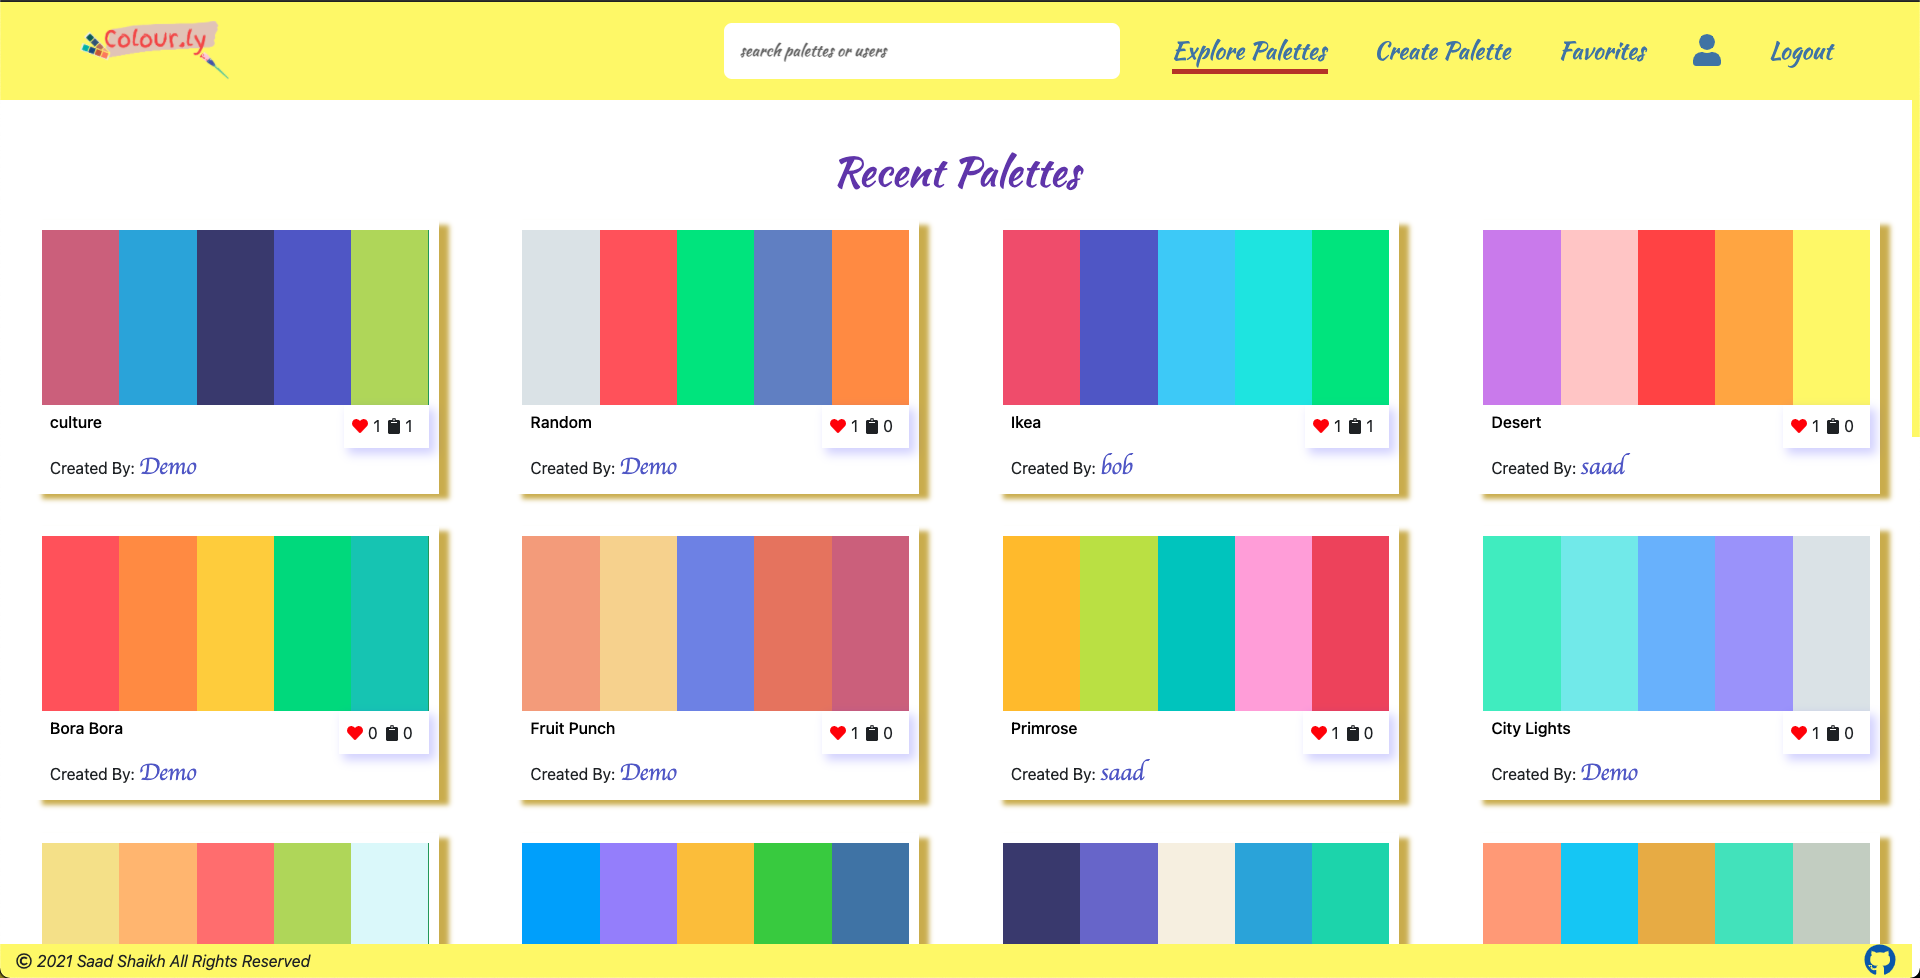 Colour.ly
search palettes or users
Explore Palettes
Create Palette
Favorites
Logout
Recent Palettes
culture
1 1
Created By: Demo
Random
1 0
Created By: Demo
Ikea
1 1
Created By: bob
Desert
1 0
Created By: saad
Bora Bora
0 0
Created By: Demo
Fruit Punch
1 0
Created By: Demo
Primrose
1 0
Created By: saad
City Lights
1 0
Created By: Demo
© 2021 Saad Shaikh All Rights Reserved